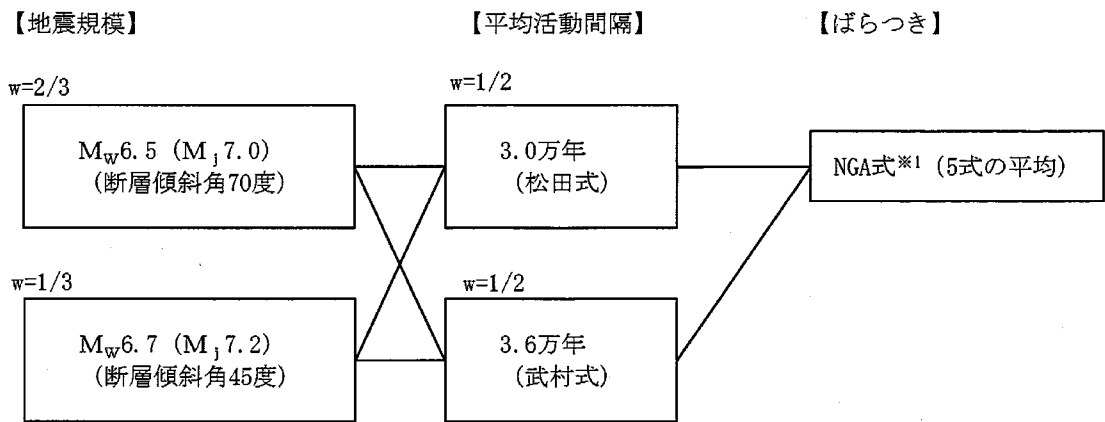 【地震規模】
【平均活動間隔】
【ばらつき】
w=2/3
w=1/2
MW6.5 (Mj7.0)
(断層傾斜角70度)
3.0万年
(松田式)
NGA式※1 (5式の平均)
w=1/3
w=1/2
MW6.7 (Mj7.2)
(断層傾斜角45度)
3.6万年
(武村式)